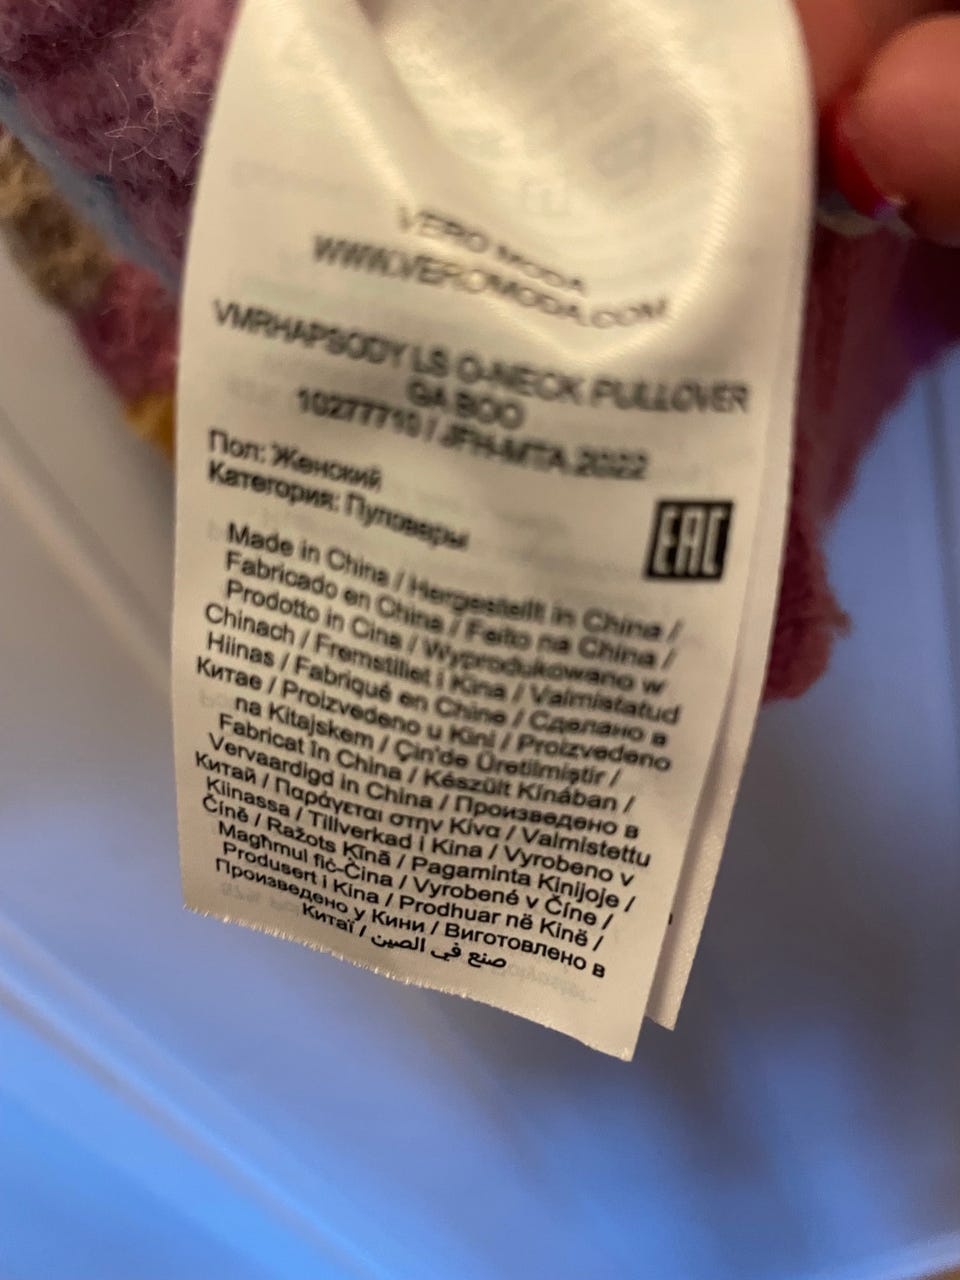 VERO MODA
WWW.VEROMODA.COM
VMRHAPSODY LS O-NECK PULLOVER
GA BOO
10277710 / JFH-MTA 2022
Пол: Женский
Категория: Пуловеры
EAC
Made in China / Hergestellt in China /
Fabricado en China / Feito na China /
Prodotto in Cina / Wyprodukowano w
Chinach / Fremstillet i Kina / Valmistatud
Hiinas / Fabriqué en Chine / Сделано в
Китае / Proizvedeno u Kini / Proizvedeno
na Kitajskem / Çin'de Üretilmiştir /
Fabricat în China / Készült Kínában /
Vervaardigd in China / Произведено в
Китай / Παράγεται στην Κίνα / Valmistettu
Kiinassa / Tillverkad i Kina / Vyrobeno v
Číně / Ražots Ķīnā / Pagaminta Kinijoje /
Magħmul fiċ-Ċina / Vyrobené v Číne /
Produsert i Kina / Prodhuar në Kinë /
Произведено у Кини / Виготовлено в
Китаї / صنع في الصين